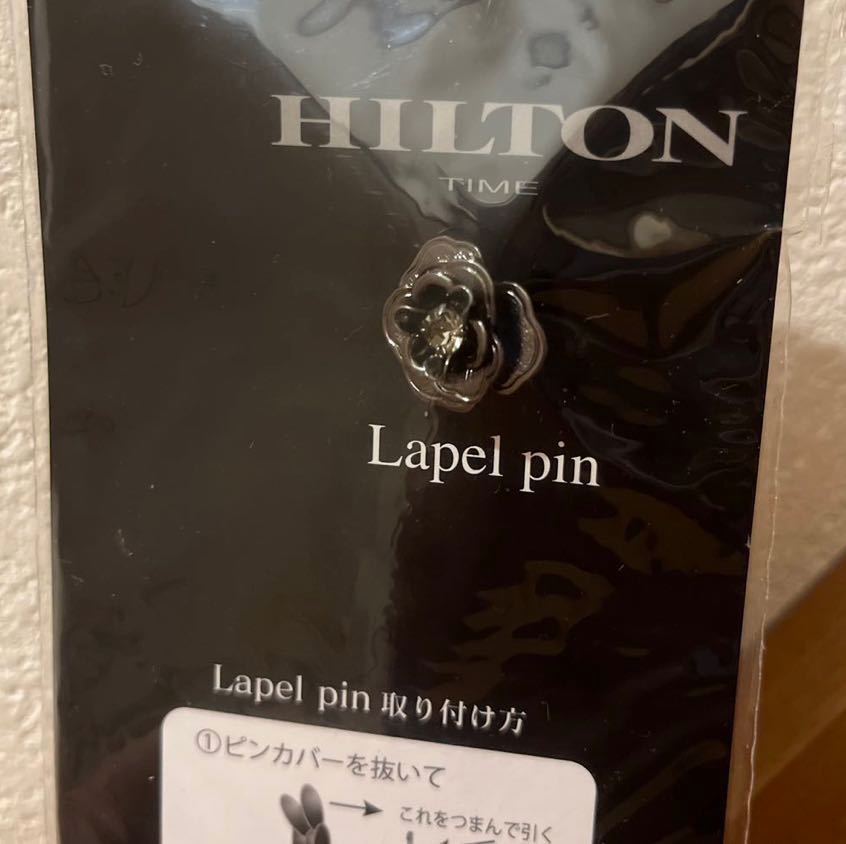 HILTON
TIME
Lapel pin
Lapel pin 取り付け方
①ピンカバーを抜いて
これをつまんで引く